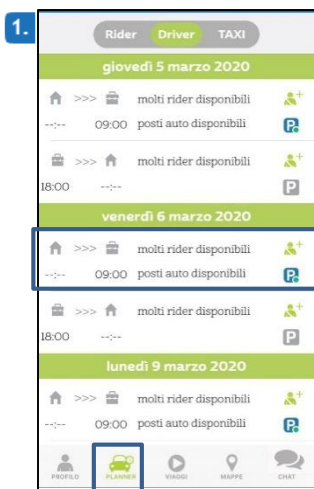 1.
Rider Driver TAXI
giovedì 5 marzo 2020
>>> molti rider disponibili
--:-- 09:00 posti auto disponibili
P
>>> molti rider disponibili
18:00 --:--
P
venerdì 6 marzo 2020
>>> molti rider disponibili
--:-- 09:00 posti auto disponibili
P
>>> molti rider disponibili
18:00 --:--
P
lunedì 9 marzo 2020
>>> molti rider disponibili
--:-- 09:00 posti auto disponibili
P
PROFILO PLANNER VIAGGI MAPPE CHAT